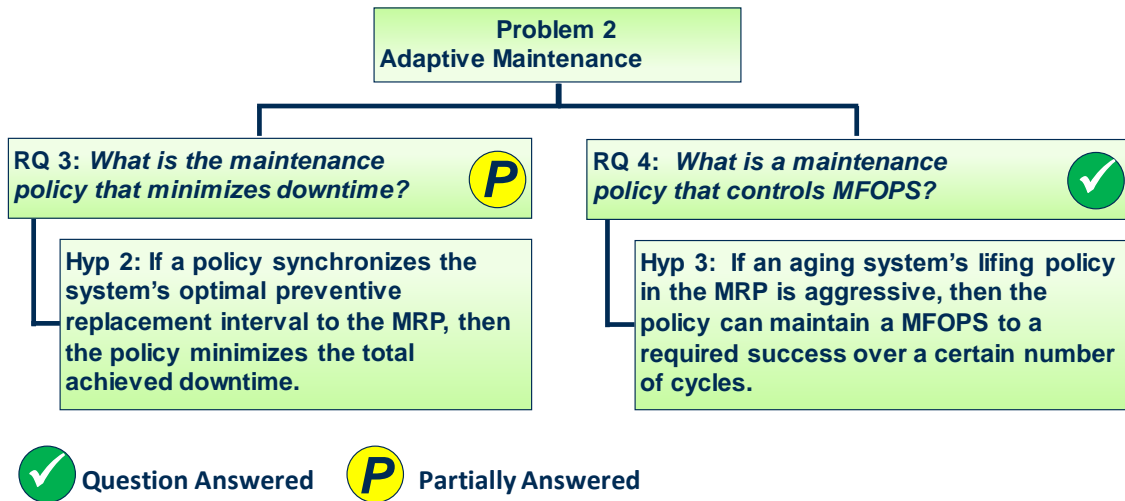 Problem 2
Adaptive Maintenance
RQ 3: What is the maintenance
policy that minimizes downtime?
P
Hyp 2: If a policy synchronizes the
system's optimal preventive
replacement interval to the MRP, then
the policy minimizes the total
achieved downtime.
RQ 4: What is a maintenance
policy that controls MFOPS?
Hyp 3: If an aging system's lifing policy
in the MRP is aggressive, then the
policy can maintain a MFOPS to a
required success over a certain number
of cycles.
Question Answered
P
Partially Answered